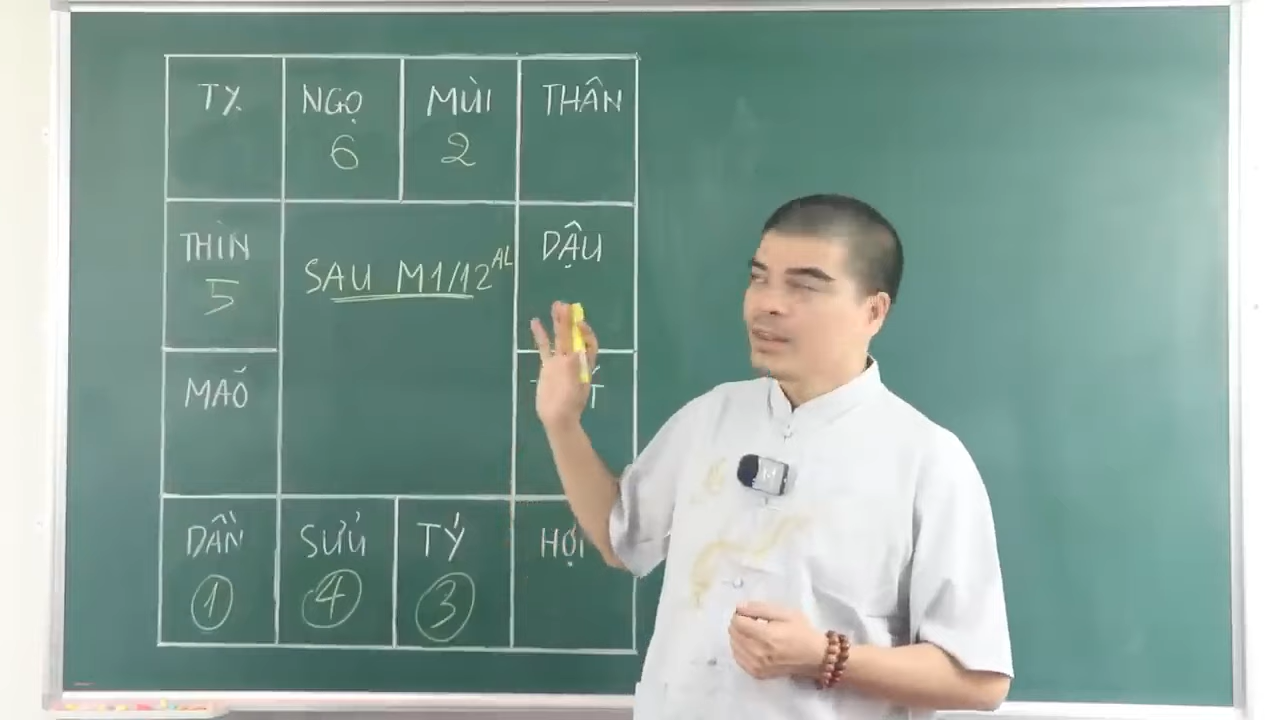 TỴ
NGỌ
6
MÙI
2
THÂN
THÌN
5
SAU M1/12 AL
DẬU
MÃO
DẦN
1
SỬU
4
TÝ
3
HỢI